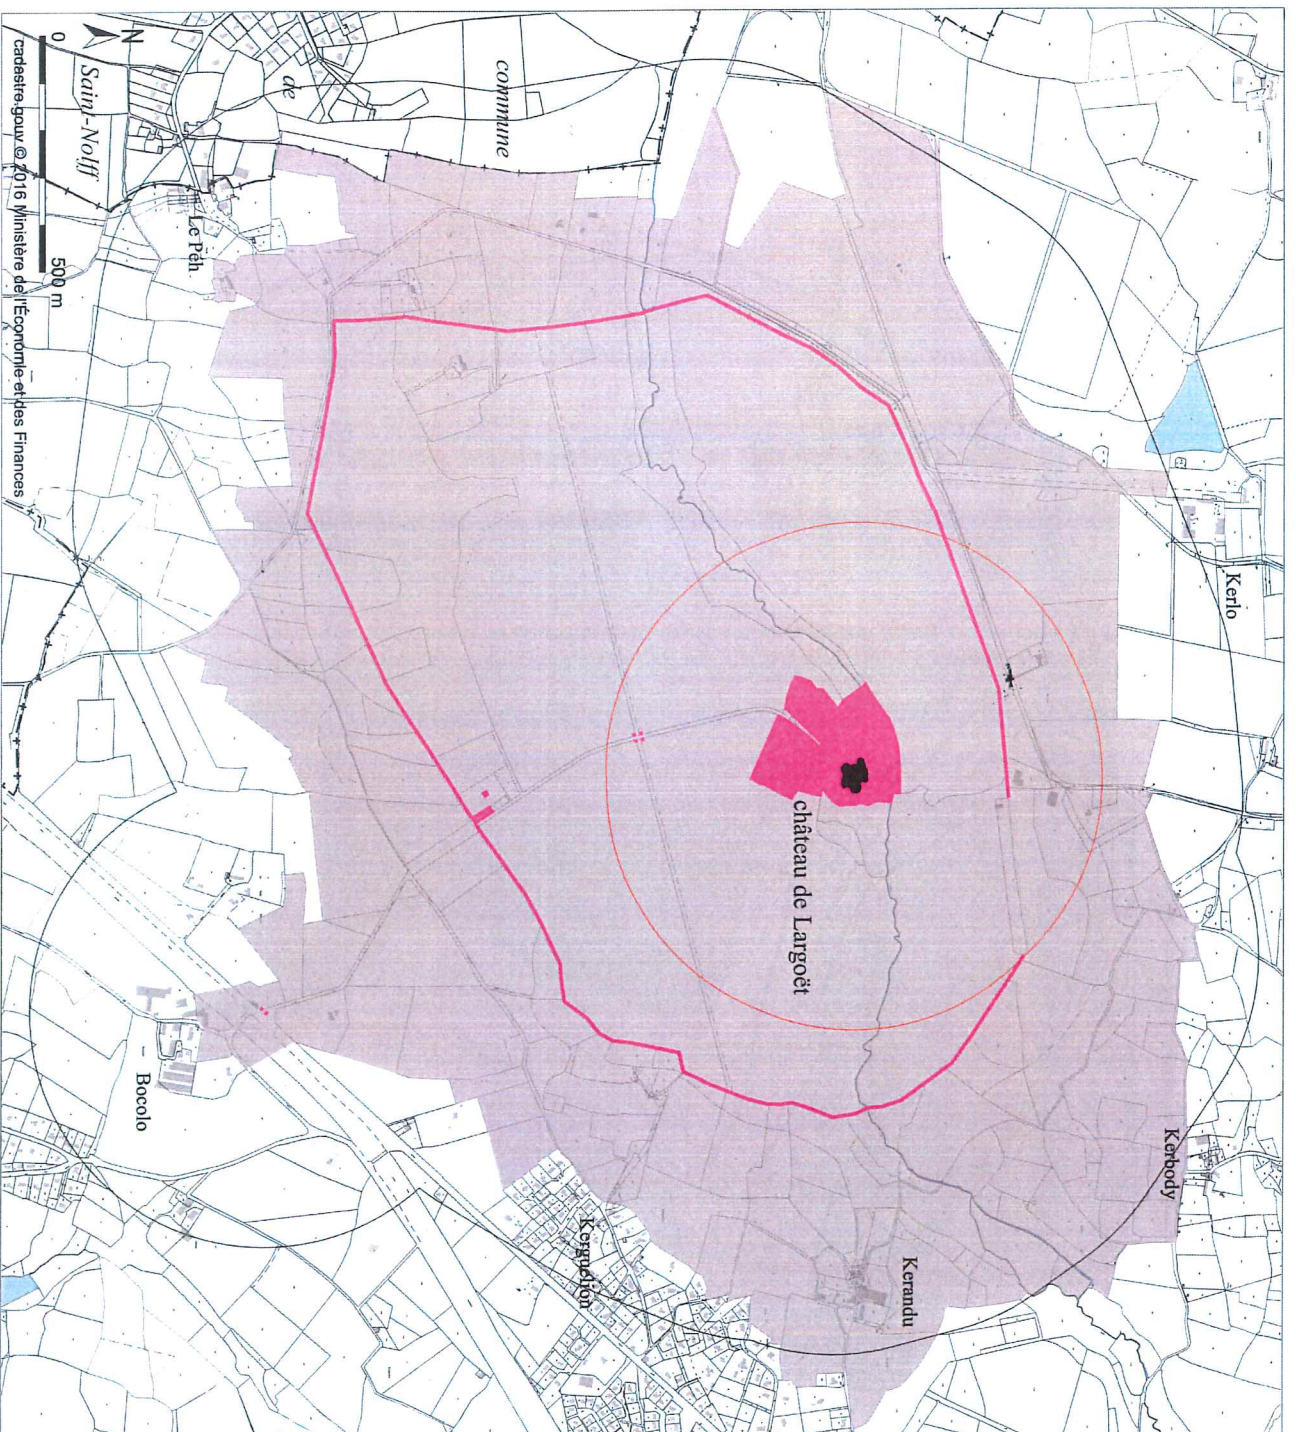 Kerlo
Kerbody
château de Largoët
Kerandu
commune
de
Saint-Nolff
Le Péh
Kerguélion
Bocolo
N
0 500 m
cadastre.gouv © 2016 Ministère de l'Économie et des Finances